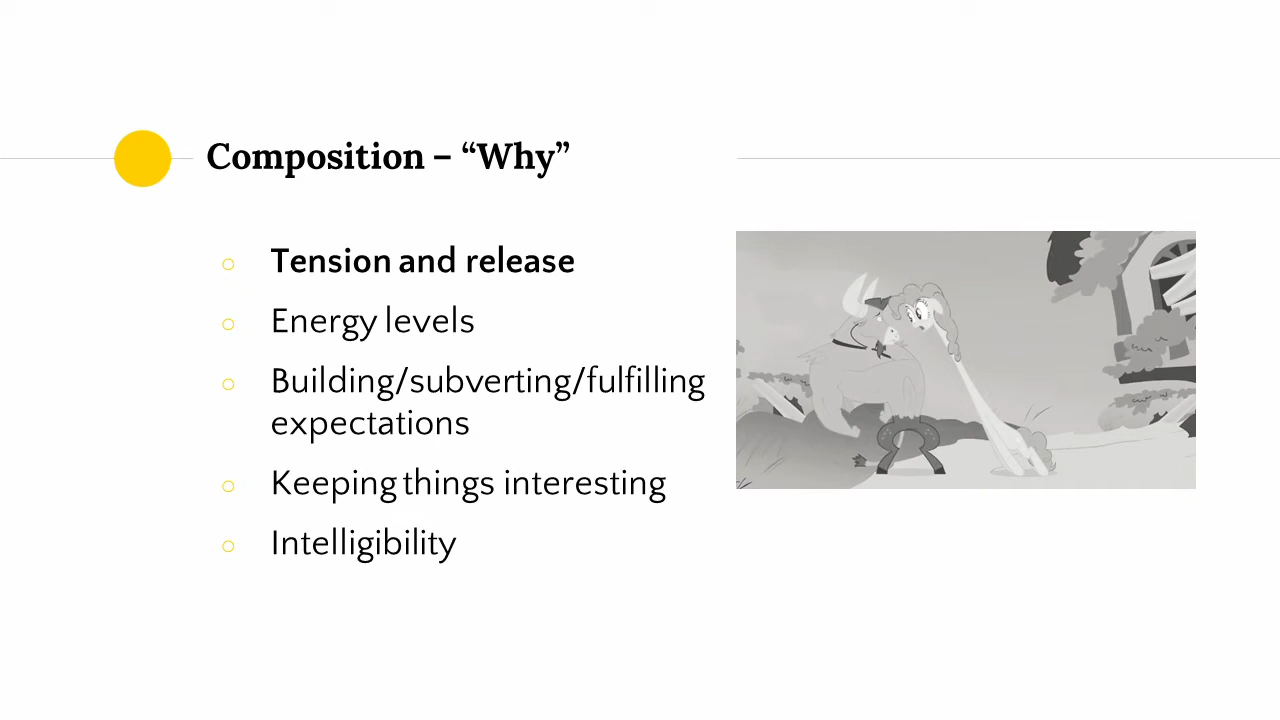 Composition – “Why”
Tension and release
Energy levels
Building/subverting/fulfilling
expectations
Keeping things interesting
Intelligibility